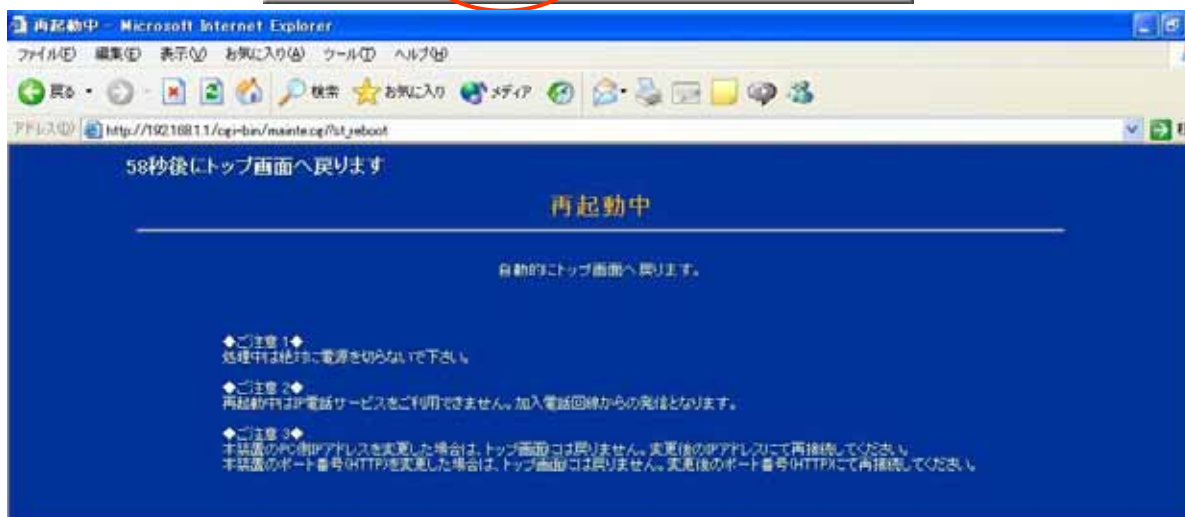 再起動中 - Microsoft Internet Explorer
ファイル(F) 編集(E) 表示(V) お気に入り(A) ツール(T) ヘルプ(H)
戻る 検索 お気に入り メディア
アドレス(D) http://192.168.1.1/cgi-bin/mainte.cgi?st_reboot
58秒後にトップ画面へ戻ります
再起動中
自動的にトップ画面へ戻ります。
◆ご注意 1◆
処理中は絶対に電源を切らないで下さい。
◆ご注意 2◆
再起動中はIP電話サービスをご利用できません。加入電話回線からの発信となります。
◆ご注意 3◆
本装置のPC側IPアドレスを変更した場合は、トップ画面には戻りません。変更後のIPアドレスにて再接続してください。
本装置のポート番号(HTTP)を変更した場合は、トップ画面には戻りません。変更後のポート番号(HTTP)にて再接続してください。